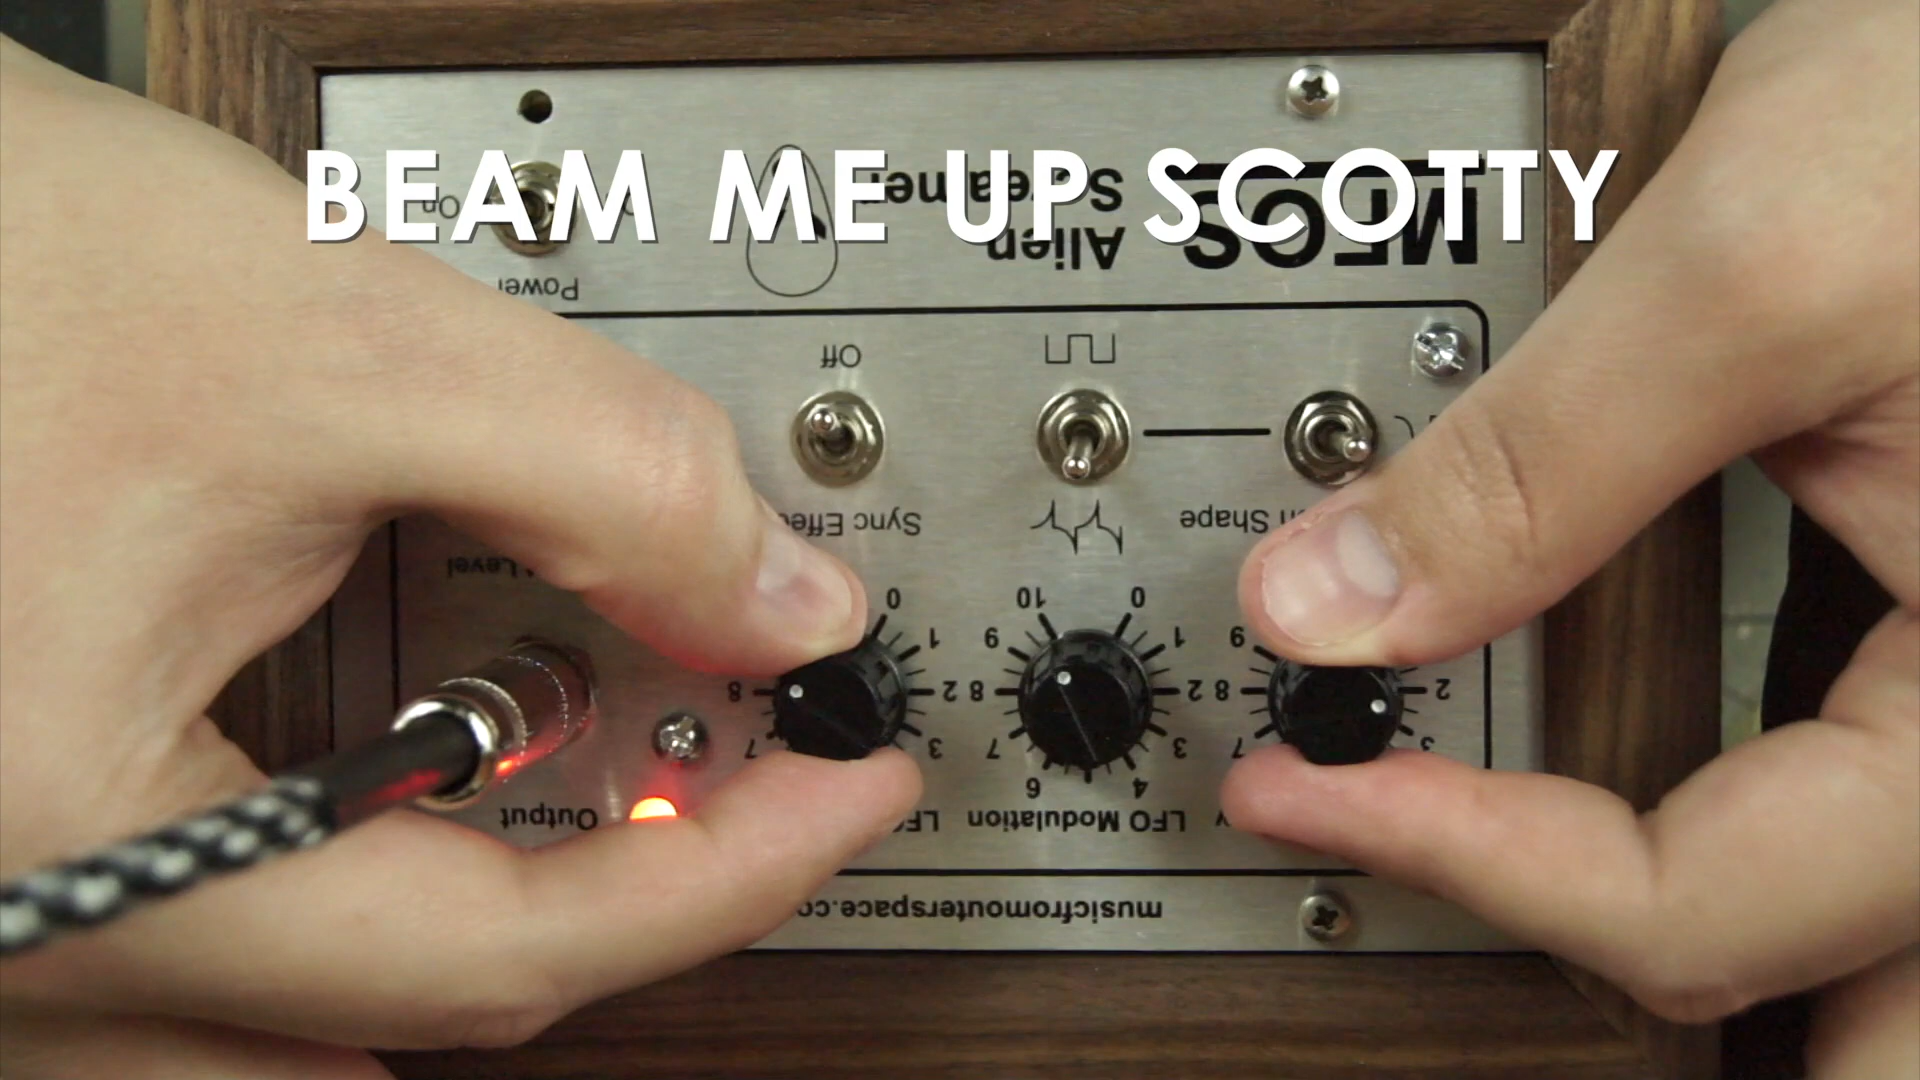 BEAM ME UP SCOTTY
On
Power
Alien
Screamer
MFOS
Off
Sync
Shape
Level
0 10 0
1 9 1 9
8 2 8 2 8 2
7 3 7 3 7 3
6 4
Output
LFO Modulation
musicfromouterspace.co